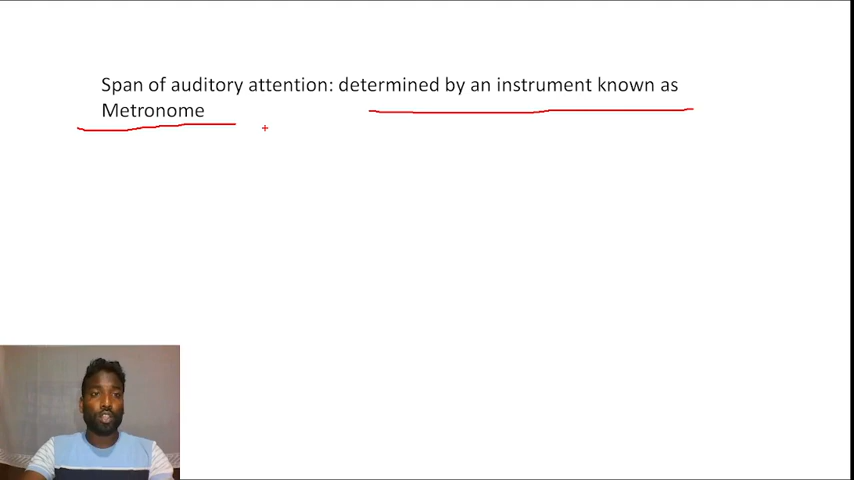 Span of auditory attention: determined by an instrument known as
Metronome